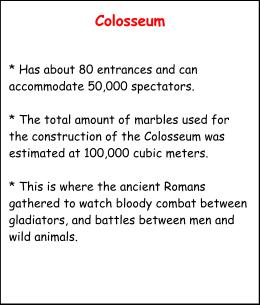 Colosseum
* Has about 80 entrances and can
accommodate 50,000 spectators.
* The total amount of marbles used for
the construction of the Colosseum was
estimated at 100,000 cubic meters.
* This is where the ancient Romans
gathered to watch bloody combat between
gladiators, and battles between men and
wild animals.